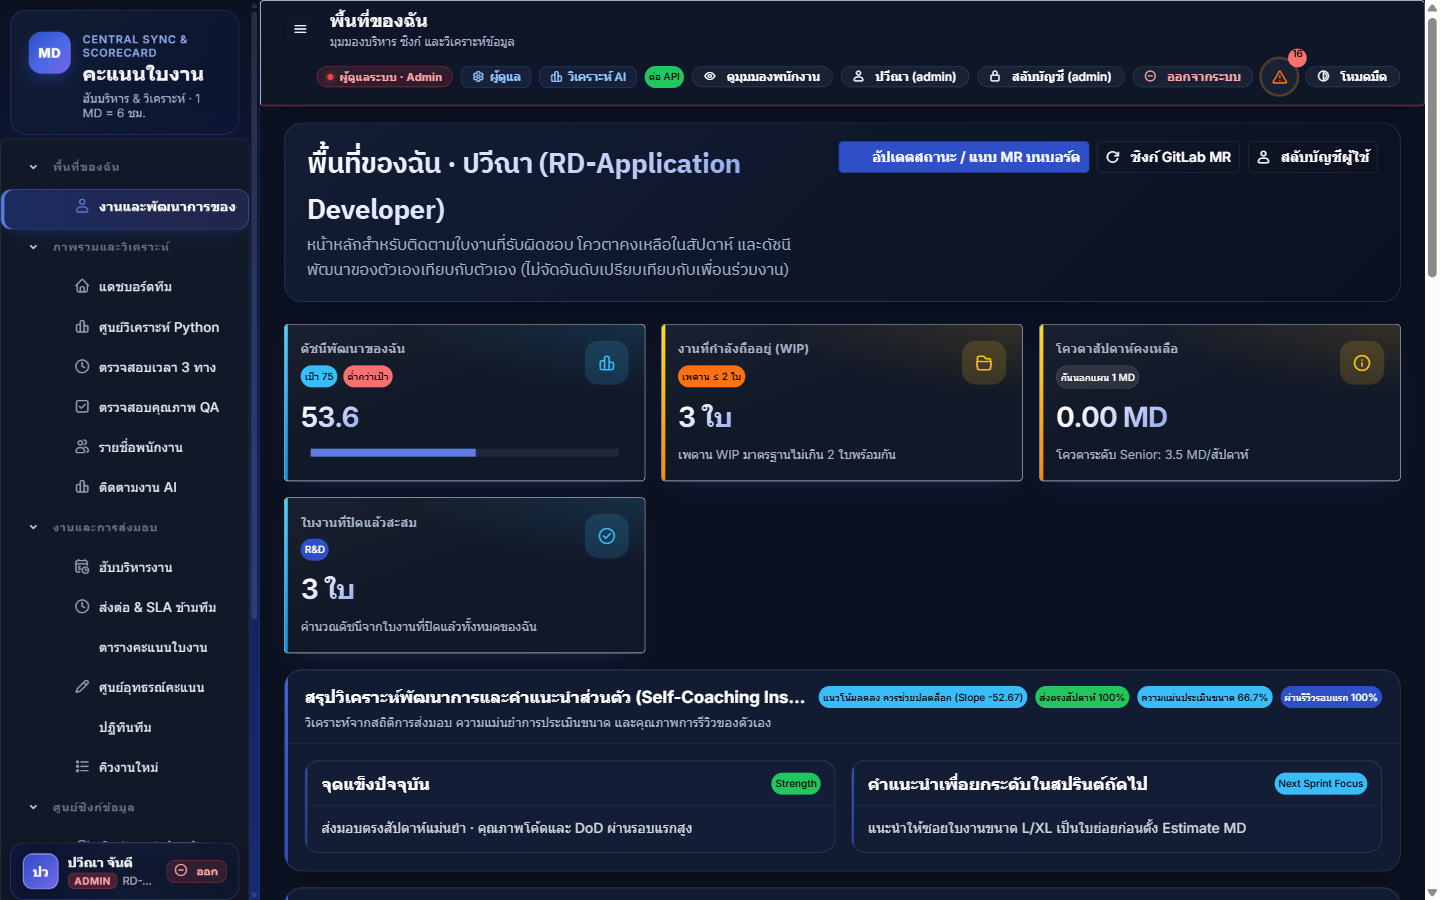 MD
CENTRAL SYNC &
SCORECARD
คะแนนใบงาน
ฮับบริหาร & วิเคราะห์ · 1
MD = 6 ชม.
พื้นที่ของฉัน
งานและพัฒนาการของ
ภาพรวมและวิเคราะห์
แดชบอร์ดทีม
ศูนย์วิเคราะห์ Python
ตรวจสอบเวลา 3 ทาง
ตรวจสอบคุณภาพ QA
รายชื่อพนักงาน
ติดตามงาน AI
งานและการส่งมอบ
ฮับบริหารงาน
ส่งต่อ & SLA ข้ามทีม
ตารางคะแนนใบงาน
ศูนย์อุทธรณ์คะแนน
ปฏิทินทีม
คิวงานใหม่
ศูนย์ซิงก์ข้อมูล
ปว
ปวีณา จันดี
ADMIN RD-...
ออก
พื้นที่ของฉัน
มุมมองบริหาร ซิงก์ และวิเคราะห์ข้อมูล
ผู้ดูแลระบบ · Admin
ผู้ดูแล
วิเคราะห์ AI
ต่อ API
ดูมุมมองพนักงาน
ปวีณา (admin)
สลับบัญชี (admin)
ออกจากระบบ
16
โหมดมืด
พื้นที่ของฉัน · ปวีณา (RD-Application
Developer)
หน้าหลักสำหรับติดตามใบงานที่รับผิดชอบ โควตาคงเหลือในสัปดาห์ และดัชนี
พัฒนาของตัวเองเทียบกับตัวเอง (ไม่จัดอันดับเปรียบเทียบกับเพื่อนร่วมงาน)
อัปเดตสถานะ / แนบ MR บนบอร์ด
ซิงก์ GitLab MR
สลับบัญชีผู้ใช้
ดัชนีพัฒนาของฉัน
เป้า 75
ต่ำกว่าเป้า
53.6
งานที่กำลังถืออยู่ (WIP)
เพดาน ≤ 2 ใบ
3 ใบ
เพดาน WIP มาตรฐานไม่เกิน 2 ใบพร้อมกัน
โควตาสัปดาห์คงเหลือ
กันนอกแผน 1 MD
0.00 MD
โควตาระดับ Senior: 3.5 MD/สัปดาห์
ใบงานที่ปิดแล้วสะสม
R&D
3 ใบ
คำนวณดัชนีจากใบงานที่ปิดแล้วทั้งหมดของฉัน
สรุปวิเคราะห์พัฒนาการและคำแนะนำส่วนตัว (Self-Coaching Ins...
แนวโน้มลดลง ควรช่วยปลดล็อก (Slope -52.67)
ส่งตรงสัปดาห์ 100%
ความแม่นประเมินขนาด 66.7%
ผ่านรีวิวรอบแรก 100%
วิเคราะห์จากสถิติการส่งมอบ ความแม่นยำการประเมินขนาด และคุณภาพการรีวิวของตัวเอง
จุดแข็งปัจจุบัน
Strength
ส่งมอบตรงสัปดาห์แม่นยำ · คุณภาพโค้ดและ DoD ผ่านรอบแรกสูง
คำแนะนำเพื่อยกระดับในสปรินต์ถัดไป
Next Sprint Focus
แนะนำให้ซอยใบงานขนาด L/XL เป็นใบย่อยก่อนตั้ง Estimate MD